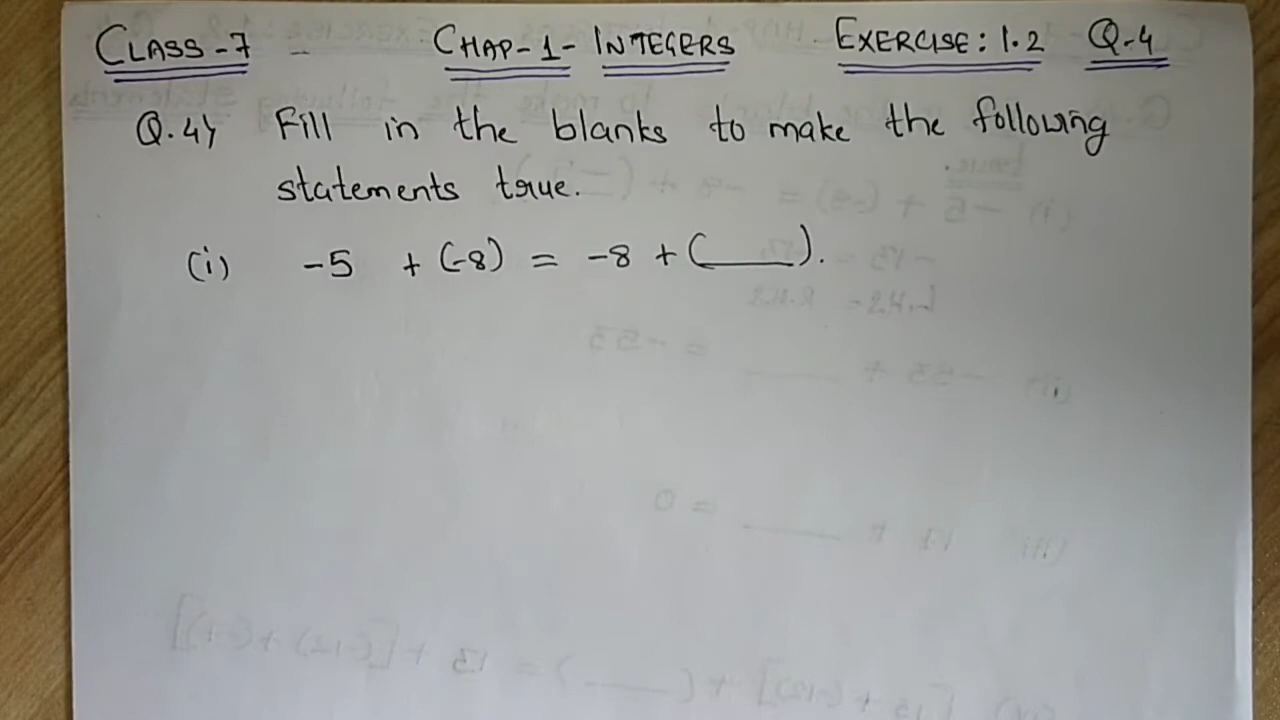 CLASS-7 - CHAP-1-INTEGERS EXERCISE: 1.2 Q-4
Q.4) Fill in the blanks to make the following
statements true.
(i) -5 + (-8) = -8 + (____).